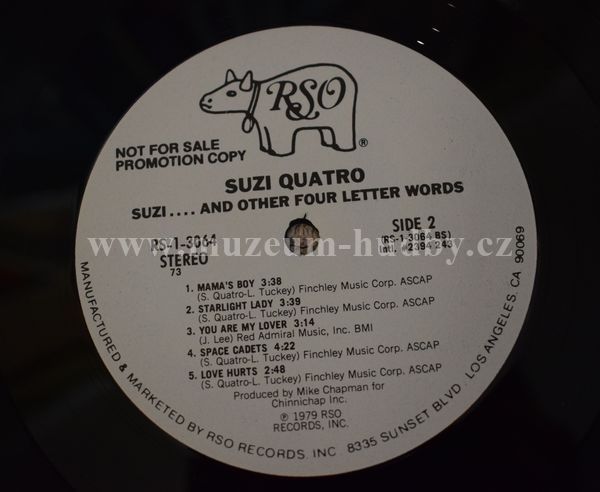 RSO
®
NOT FOR SALE
PROMOTION COPY
SUZI QUATRO
SUZI.... AND OTHER FOUR LETTER WORDS
RS-1-3064
STEREO
73
SIDE 2
(RS-1-3064 BS)
Intl. #2394 243
www.muzeum-hudby.cz
1. MAMA'S BOY 3:38
(S. Quatro-L. Tuckey) Finchley Music Corp. ASCAP
2. STARLIGHT LADY 3:39
(S. Quatro-L. Tuckey) Finchley Music Corp. ASCAP
3. YOU ARE MY LOVER 3:14
(J. Lee) Red Admiral Music, Inc. BMI
4. SPACE CADETS 4:22
(S. Quatro-L. Tuckey) Finchley Music Corp. ASCAP
5. LOVE HURTS 2:48
(S. Quatro-L. Tuckey) Finchley Music Corp. ASCAP
Produced by Mike Chapman for
Chinnichap Inc.
℗ 1979 RSO
RECORDS, INC.
MANUFACTURED & MARKETED BY RSO RECORDS, INC. 8335 SUNSET BLVD. LOS ANGELES, CA 90069